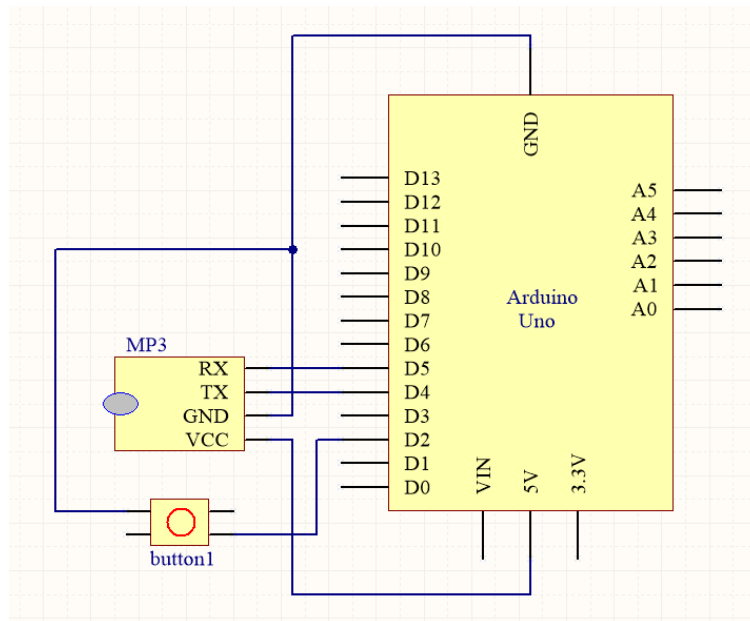 GND
D13
D12
D11
D10
D9
D8
D7
D6
D5
D4
D3
D2
D1
D0
A5
A4
A3
A2
A1
A0
Arduino
Uno
VIN
5V
3.3V
MP3
RX
TX
GND
VCC
button1